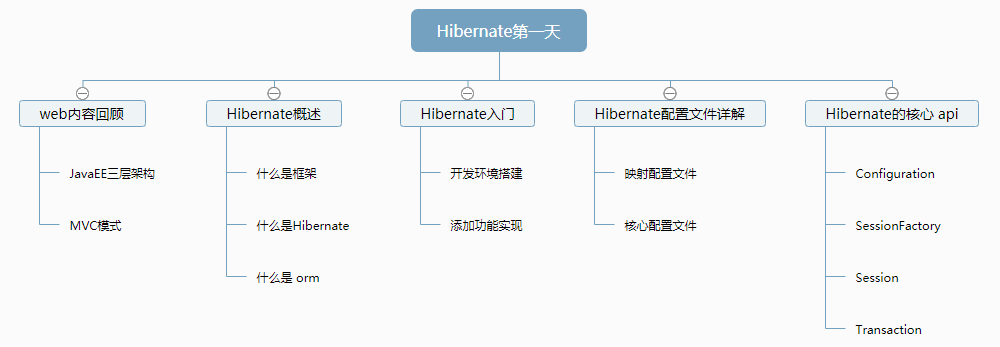 Hibernate第一天
web内容回顾
Hibernate概述
Hibernate入门
Hibernate配置文件详解
Hibernate的核心 api
JavaEE三层架构
什么是框架
开发环境搭建
映射配置文件
Configuration
MVC模式
什么是Hibernate
添加功能实现
核心配置文件
SessionFactory
什么是 orm
Session
Transaction